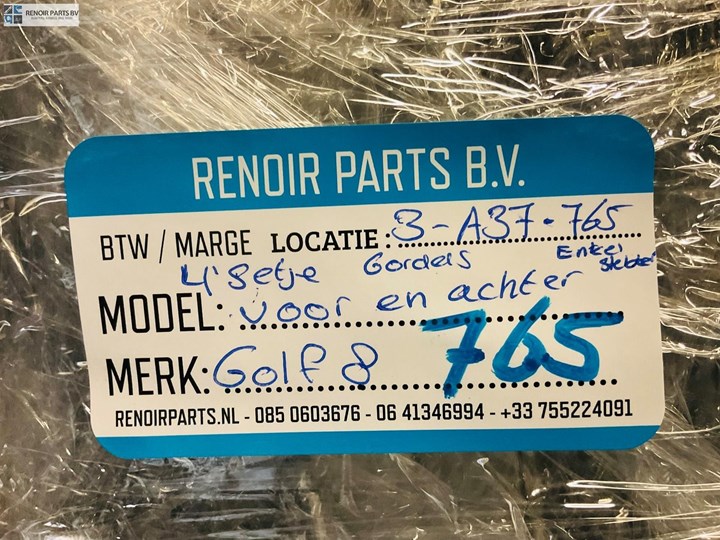 RENOIR PARTS BV
RENOIR PARTS B.V.
BTW / MARGE LOCATIE: 3-A37.765
4'Setje Gordels Enkel
MODEL: voor en achter
MERK: Golf 8 765
RENOIRPARTS.NL - 085 0603676 - 06 41346994 - +33 755224091